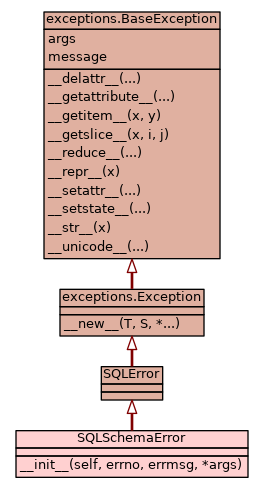 exceptions.BaseException
args
message
__delattr__(...)
__getattribute__(...)
__getitem__(x, y)
__getslice__(x, i, j)
__reduce__(...)
__repr__(x)
__setattr__(...)
__setstate__(...)
__str__(x)
__unicode__(...)
exceptions.Exception
__new__(T, S, *...)
SQLError
SQLSchemaError
__init__(self, errno, errmsg, *args)